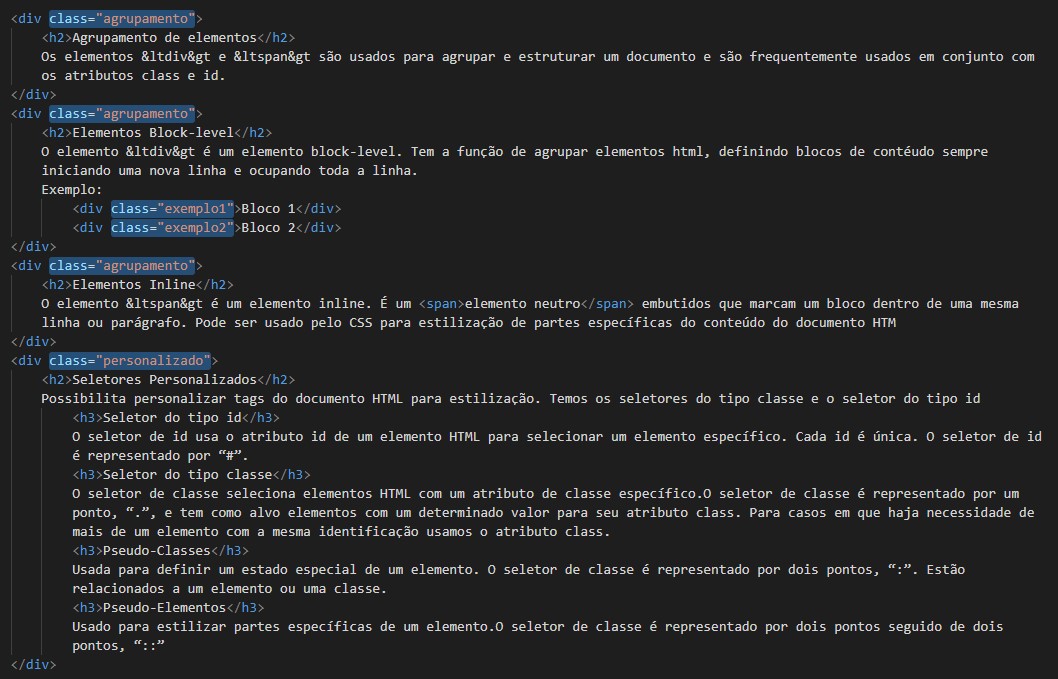 <div class="agrupamento">
<h2>Agrupamento de elementos</h2>
Os elementos &ltdiv&gt e &ltspan&gt são usados para agrupar e estruturar um documento e são frequentemente usados em conjunto com
os atributos class e id.
</div>
<div class="agrupamento">
<h2>Elementos Block-level</h2>
O elemento &ltdiv&gt é um elemento block-level. Tem a função de agrupar elementos html, definindo blocos de contéudo sempre
iniciando uma nova linha e ocupando toda a linha.
Exemplo:
<div class="exemplo1">Bloco 1</div>
<div class="exemplo2">Bloco 2</div>
</div>
<div class="agrupamento">
<h2>Elementos Inline</h2>
O elemento &ltspan&gt é um elemento inline. É um <span>elemento neutro</span> embutidos que marcam um bloco dentro de uma mesma
linha ou parágrafo. Pode ser usado pelo CSS para estilização de partes específicas do conteúdo do documento HTM
</div>
<div class="personalizado">
<h2>Seletores Personalizados</h2>
Possibilita personalizar tags do documento HTML para estilização. Temos os seletores do tipo classe e o seletor do tipo id
<h3>Seletor do tipo id</h3>
O seletor de id usa o atributo id de um elemento HTML para selecionar um elemento específico. Cada id é única. O seletor de id
é representado por “#”.
<h3>Seletor do tipo classe</h3>
O seletor de classe seleciona elementos HTML com um atributo de classe específico.O seletor de classe é representado por um
ponto, “.”, e tem como alvo elementos com um determinado valor para seu atributo class. Para casos em que haja necessidade de
mais de um elemento com a mesma identificação usamos o atributo class.
<h3>Pseudo-Classes</h3>
Usada para definir um estado especial de um elemento. O seletor de classe é representado por dois pontos, “:”. Estão
relacionados a um elemento ou uma classe.
<h3>Pseudo-Elementos</h3>
Usado para estilizar partes específicas de um elemento.O seletor de classe é representado por dois pontos seguido de dois
pontos, “::”
</div>